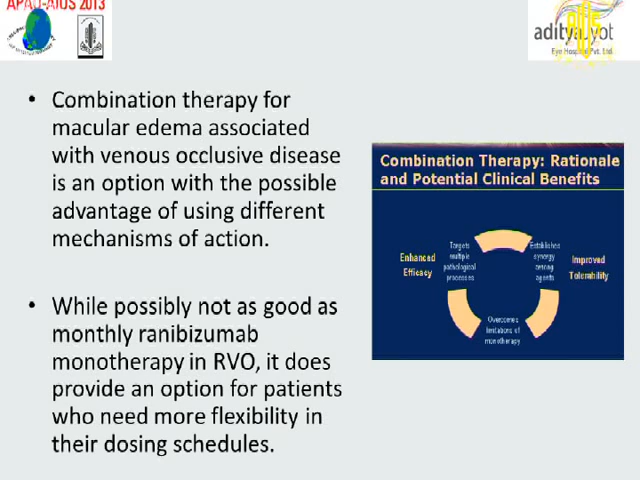 APAO-AIOS 2013
adityajyot
Eye Hospital Pvt. Ltd.
• Combination therapy for
macular edema associated
with venous occlusive disease
is an option with the possible
advantage of using different
mechanisms of action.
• While possibly not as good as
monthly ranibizumab
monotherapy in RVO, it does
provide an option for patients
who need more flexibility in
their dosing schedules.
Combination Therapy: Rationale
and Potential Clinical Benefits
Enhanced
Efficacy
Targets
multiple
pathological
processes
Establishes
synergy
among
agents
Improved
Tolerability
Overcomes
limitations of
monotherapy